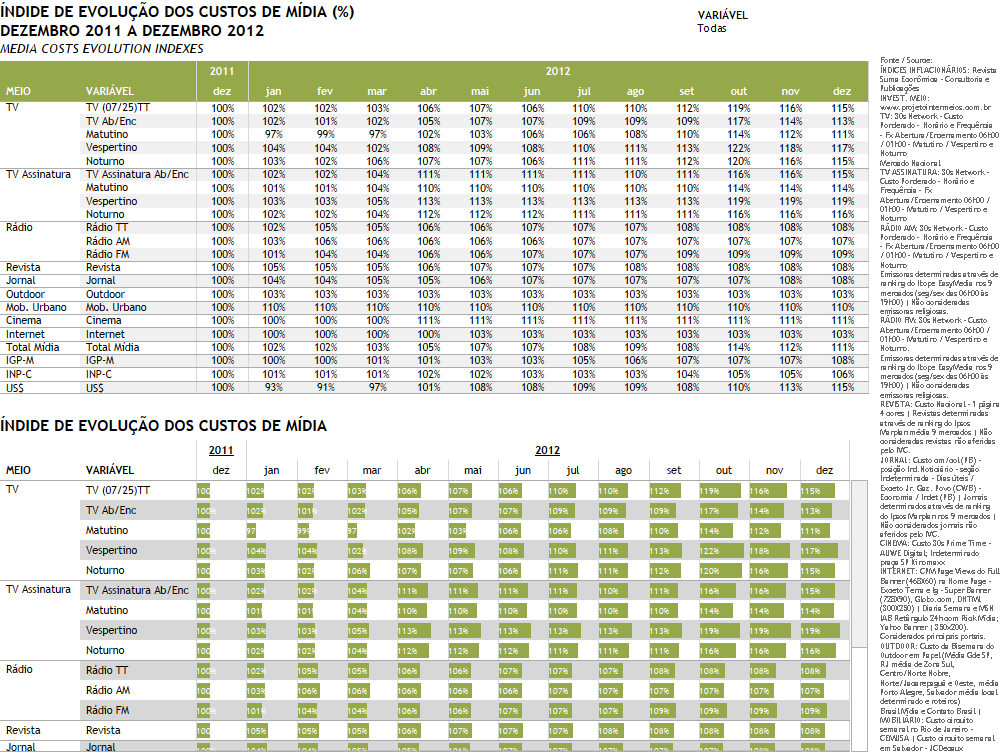 ÍNDIDE DE EVOLUÇÃO DOS CUSTOS DE MÍDIA (%)
DEZEMBRO 2011 A DEZEMBRO 2012
MEDIA COSTS EVOLUTION INDEXES
VARIÁVEL
Todas
2011 2012
MEIO VARIÁVEL dez jan fev mar abr mai jun jul ago set out nov dez
TV TV (07/25)TT 100% 102% 102% 103% 106% 107% 106% 110% 110% 112% 119% 116% 115%
TV Ab/Enc 100% 102% 101% 102% 105% 107% 107% 109% 109% 109% 117% 114% 113%
Matutino 100% 97% 99% 97% 102% 103% 106% 106% 108% 110% 114% 112% 111%
Vespertino 100% 104% 104% 102% 108% 109% 108% 110% 111% 113% 122% 118% 117%
Noturno 100% 103% 102% 106% 107% 107% 106% 111% 111% 112% 120% 116% 115%
TV Assinatura TV Assinatura Ab/Enc 100% 102% 102% 104% 111% 111% 111% 111% 110% 111% 116% 116% 115%
Matutino 100% 101% 101% 104% 110% 110% 110% 110% 110% 110% 114% 114% 114%
Vespertino 100% 103% 103% 105% 113% 113% 113% 113% 113% 113% 119% 119% 119%
Noturno 100% 102% 102% 104% 112% 112% 112% 111% 111% 111% 116% 116% 116%
Rádio Rádio TT 100% 102% 105% 105% 106% 106% 107% 107% 107% 108% 108% 108% 108%
Rádio AM 100% 103% 106% 106% 106% 106% 107% 107% 107% 107% 107% 107% 107%
Rádio FM 100% 101% 104% 104% 106% 106% 107% 107% 107% 109% 109% 109% 109%
Revista Revista 100% 105% 105% 105% 106% 107% 107% 107% 108% 108% 108% 108% 108%
Jornal Jornal 100% 104% 104% 105% 105% 106% 107% 107% 107% 107% 107% 108% 108%
Outdoor Outdoor 100% 103% 103% 103% 103% 103% 103% 103% 103% 103% 103% 103% 103%
Mob. Urbano Mob. Urbano 100% 110% 110% 110% 110% 110% 110% 110% 110% 110% 110% 110% 110%
Cinema Cinema 100% 100% 100% 100% 111% 111% 111% 111% 111% 111% 111% 111% 111%
Internet Internet 100% 100% 100% 100% 100% 103% 103% 103% 103% 103% 103% 103% 103%
Total Mídia Total Mídia 100% 102% 102% 103% 105% 107% 107% 108% 109% 108% 114% 112% 111%
IGP-M IGP-M 100% 100% 100% 101% 101% 103% 103% 105% 106% 107% 107% 107% 108%
INP-C INP-C 100% 101% 101% 101% 102% 102% 103% 103% 103% 104% 105% 105% 106%
US$ US$ 100% 93% 91% 97% 101% 108% 108% 109% 109% 108% 110% 113% 115%
ÍNDIDE DE EVOLUÇÃO DOS CUSTOS DE MÍDIA
2011 2012
MEIO VARIÁVEL dez jan fev mar abr mai jun jul ago set out nov dez
TV TV (07/25)TT 100 102% 102% 103% 106% 107% 106% 110% 110% 112% 119% 116% 115%
TV Ab/Enc 100 102% 101% 102% 105% 107% 107% 109% 109% 109% 117% 114% 113%
Matutino 100 97 99% 97 102% 103% 106% 106% 108% 110% 114% 112% 111%
Vespertino 100 104% 104% 102% 108% 109% 108% 110% 111% 113% 122% 118% 117%
Noturno 100 103% 102% 106% 107% 107% 106% 111% 111% 112% 120% 116% 115%
TV Assinatura TV Assinatura Ab/Enc 100 102% 102% 104% 111% 111% 111% 111% 110% 111% 116% 116% 115%
Matutino 100 101% 101% 104% 110% 110% 110% 110% 110% 110% 114% 114% 114%
Vespertino 100 103% 103% 105% 113% 113% 113% 113% 113% 113% 119% 119% 119%
Noturno 100 102% 102% 104% 112% 112% 112% 111% 111% 111% 116% 116% 116%
Rádio Rádio TT 100 102% 105% 105% 106% 106% 107% 107% 107% 108% 108% 108% 108%
Rádio AM 100 103% 106% 106% 106% 106% 107% 107% 107% 107% 107% 107% 107%
Rádio FM 100 101% 104% 104% 106% 106% 107% 107% 107% 109% 109% 109% 109%
Revista Revista 100 105% 105% 105% 106% 107% 107% 107% 108% 108% 108% 108% 108%
Jornal Jornal
Fonte / Source:
ÍNDICES INFLACIONÁRIOS: Revista
Suma Econômica - Consultoria e
Publicações
INVEST. MEIO:
www.projetointermeios.com.br
TV: 30s Network - Custo
Ponderado - Horário e Frequência
- Fx Abertura/Encerramento 06h00
/ 01h00 - Matutino / Vespertino e
Noturno
Mercado Nacional
TV ASSINATURA: 30s Network -
Custo Ponderado - Horário e
Frequência - Fx
Abertura/Encerramento 06h00 /
01h00 - Matutino / Vespertino e
Noturno
RÁDIO AM: 30s Network - Custo
Ponderado - Horário e Frequência
- Fx Abertura/Encerramento 06h00
/ 01h00 - Matutino / Vespertino e
Noturno
Emissoras determinadas através de
ranking do Ibope EasyMedia nos 9
mercados (seg/sex das 06h00 às
19h00) | Não consideradas
emissoras religiosas.
RÁDIO FM: 30s Network - Custo
Abertura/Encerramento 06h00 /
01h00 - Matutino / Vespertino e
Noturno.
Emissoras determinadas através de
ranking do Ibope EasyMedia nos 9
mercados (seg/sex das 06h00 às
19h00) | Não consideradas
emissoras religiosas.
REVISTA: Custo Nacional - 1 página
4 cores | Revistas determinadas
através de ranking do Ipsos
Marplan média 9 mercados | Não
consideradas revistas não aferidas
pelo IVC.
JORNAL: Custo cm/col (PB) -
posição Ind. Noticiário - seção
Indeterminada - Dias úteis /
Exceto Jr. Gaz. Povo (CWB) -
Economia / Indet (PB) | Jornais
determinados através de ranking
do Ipsos Marplan nos 9 mercados |
Não considerados jornais não
aferidos pelo IVC.
CINEMA: Custo 30s Prime Time -
Digital; Indeterminado
praça SP Kinomaxx
INTERNET: CPM Page Views do Full
Banner (468X60) na Home Page -
Exceto Terra e Ig - Super Banner
(728X90), Globo.com, DHTML
(300X250) | Diária Semana e MSN
IAB Retângulo 24h com Rick Mídia;
Yahoo Banner (350x200).
Considerados principais portais.
OUTDOOR: Custo da Bisemana do
Outdoor em Papel (Média Gde SP,
RJ média de Zona Sul,
Centro/Norte Nobre,
Norte/Jacarepaguá e Oeste, média
Porto Alegre, Salvador média local
determinado e roteiros)
BrasilMídia e Contato Brasil |
MOBILIÁRIO: Custo circuito
semanal no Rio de Janeiro -
CEMUSA | Custo circuito semanal
em Salvador - JCDecaux